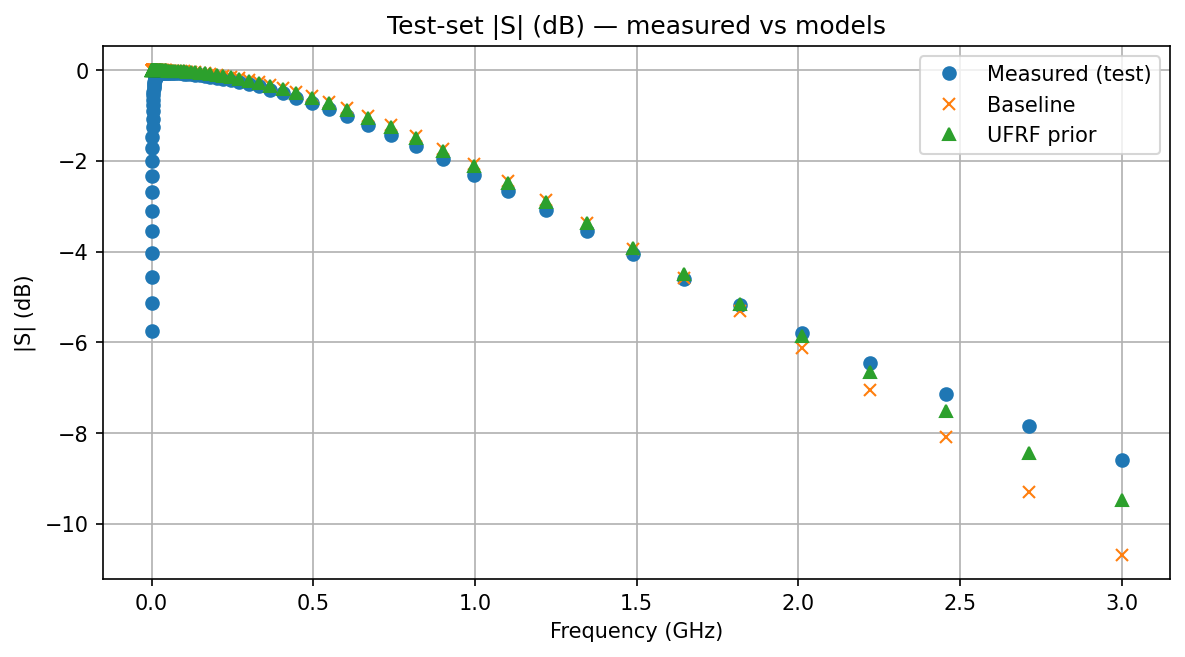 Test-set |S| (dB) — measured vs models
Measured (test)
Baseline
UFRF prior
0
−2
−4
−6
−8
−10
|S| (dB)
0.0 0.5 1.0 1.5 2.0 2.5 3.0
Frequency (GHz)